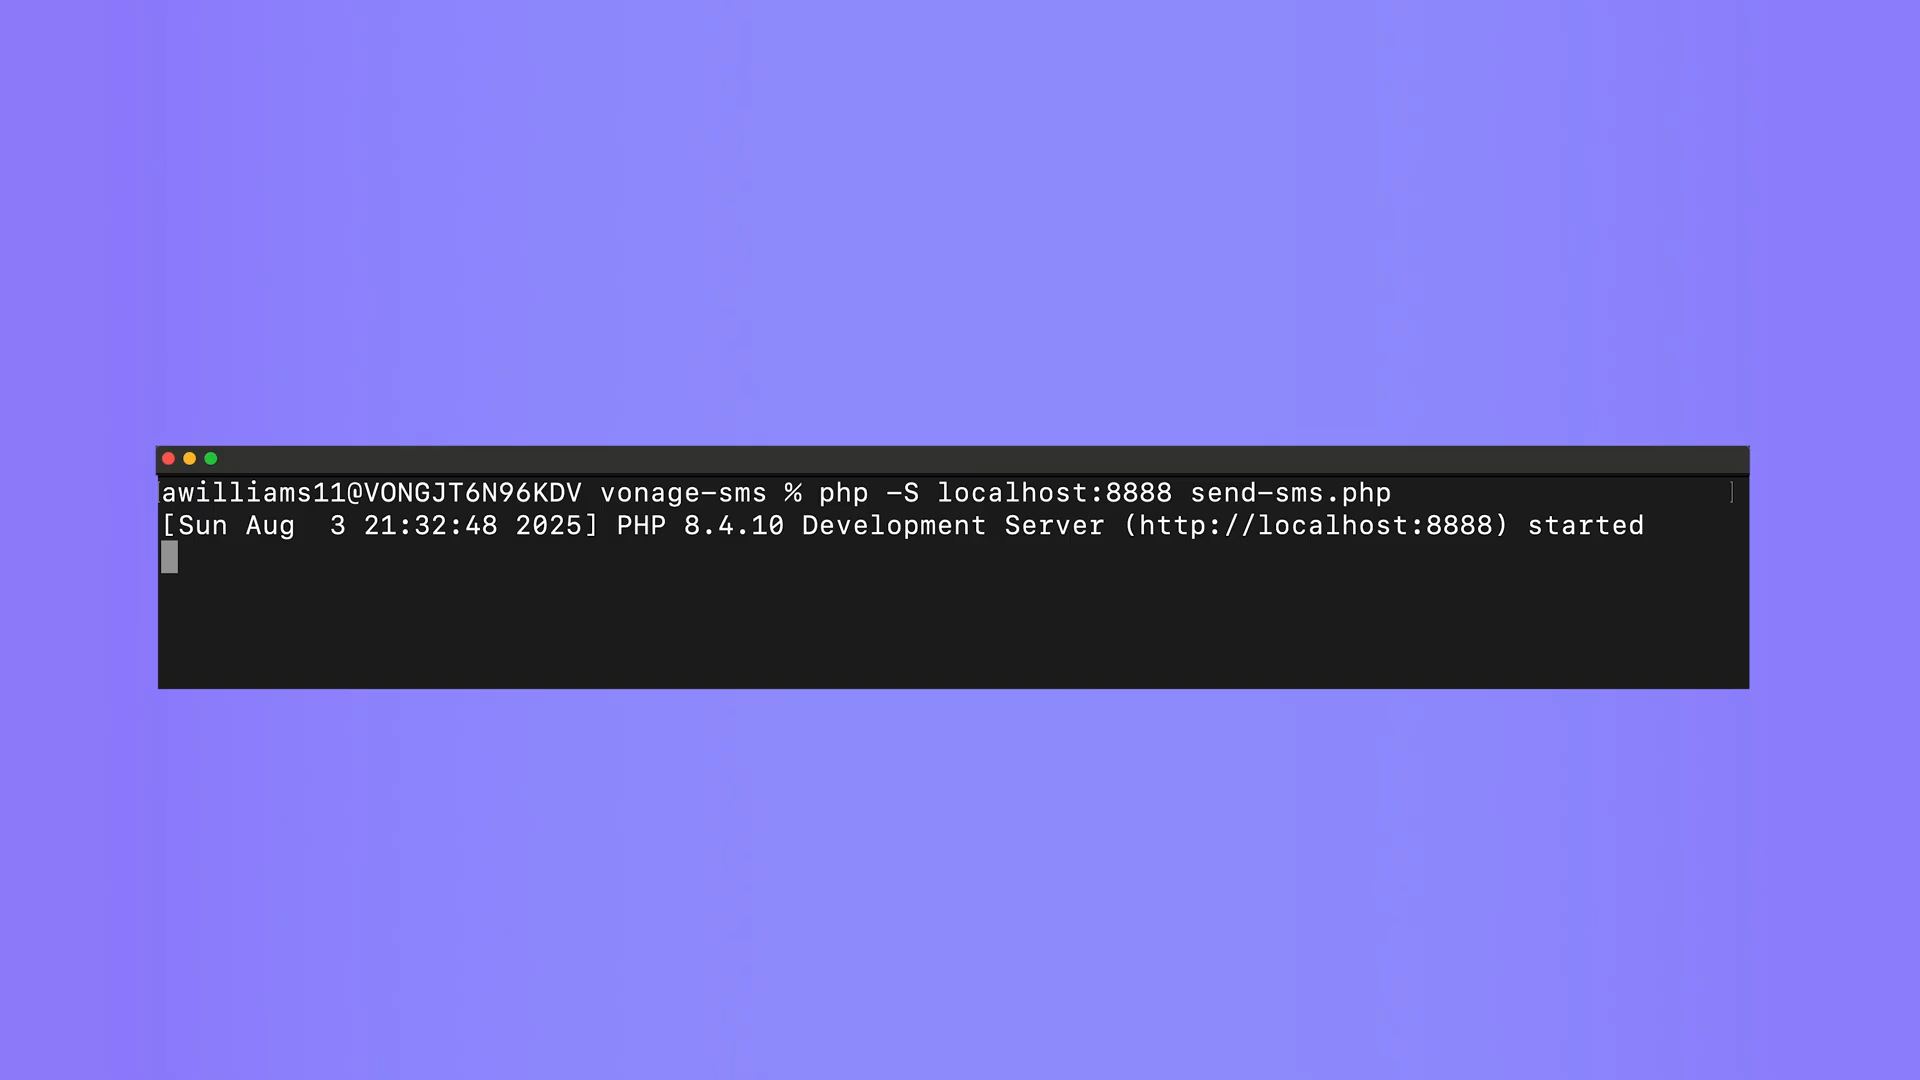 awilliams11@VONGJT6N96KDV vonage-sms % php -S localhost:8888 send-sms.php
[Sun Aug  3 21:32:48 2025] PHP 8.4.10 Development Server (http://localhost:8888) started